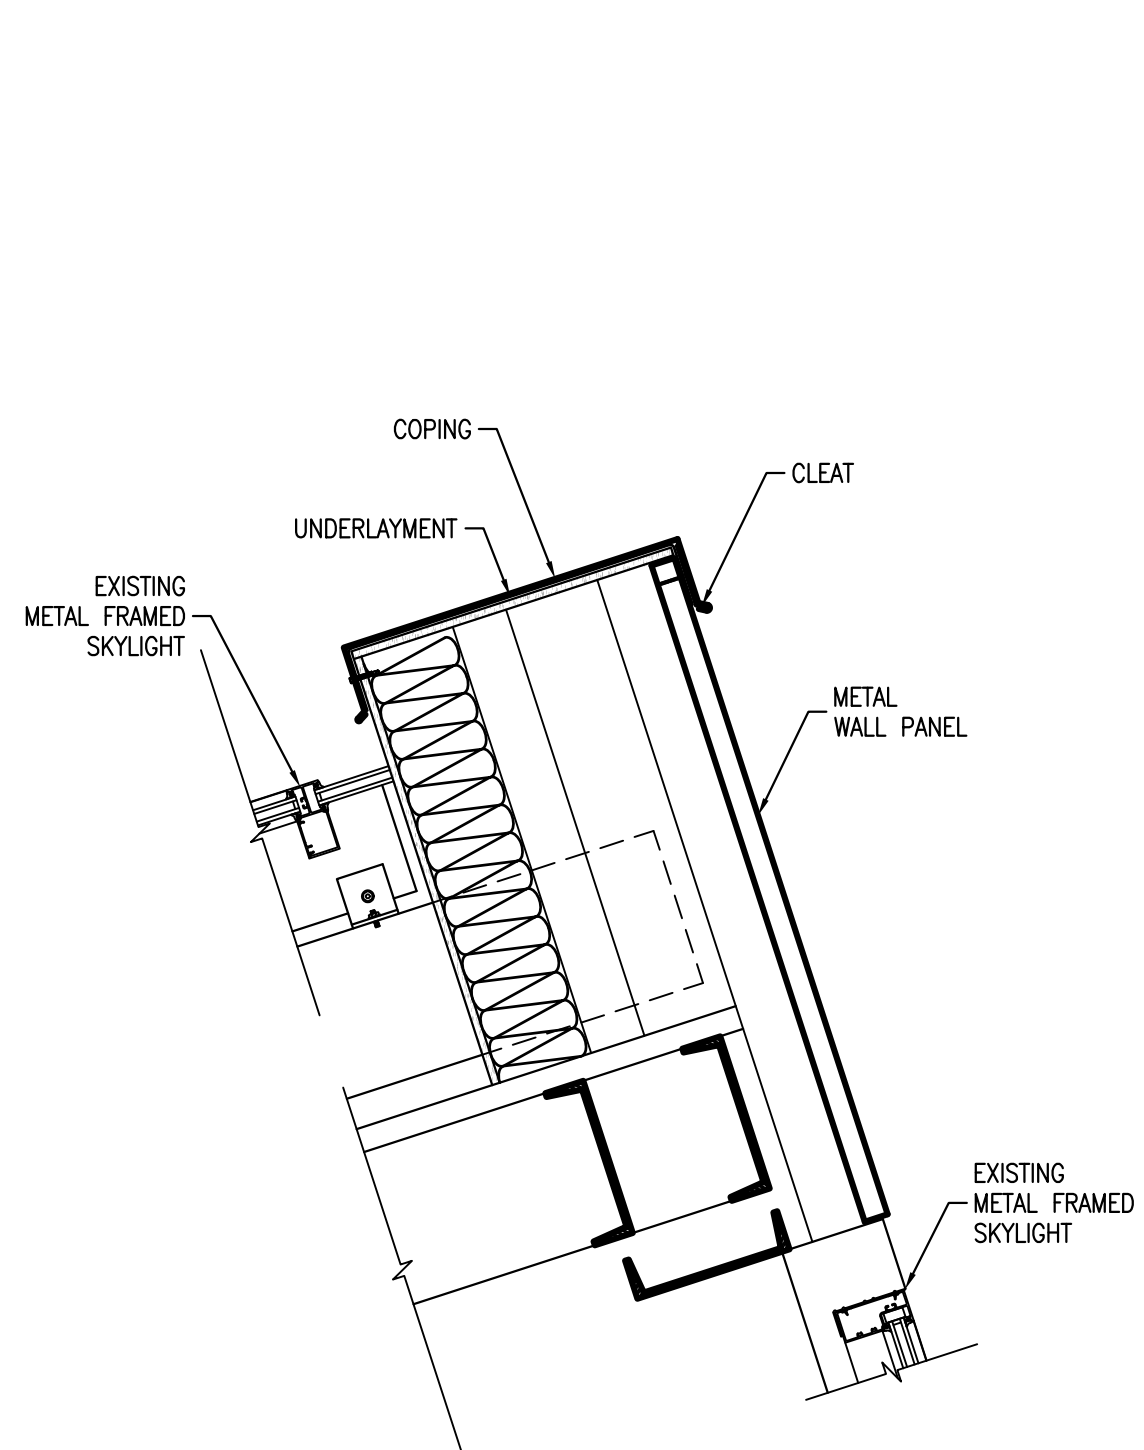 COPING
CLEAT
UNDERLAYMENT
EXISTING
METAL FRAMED
SKYLIGHT
METAL
WALL PANEL
EXISTING
METAL FRAMED
SKYLIGHT